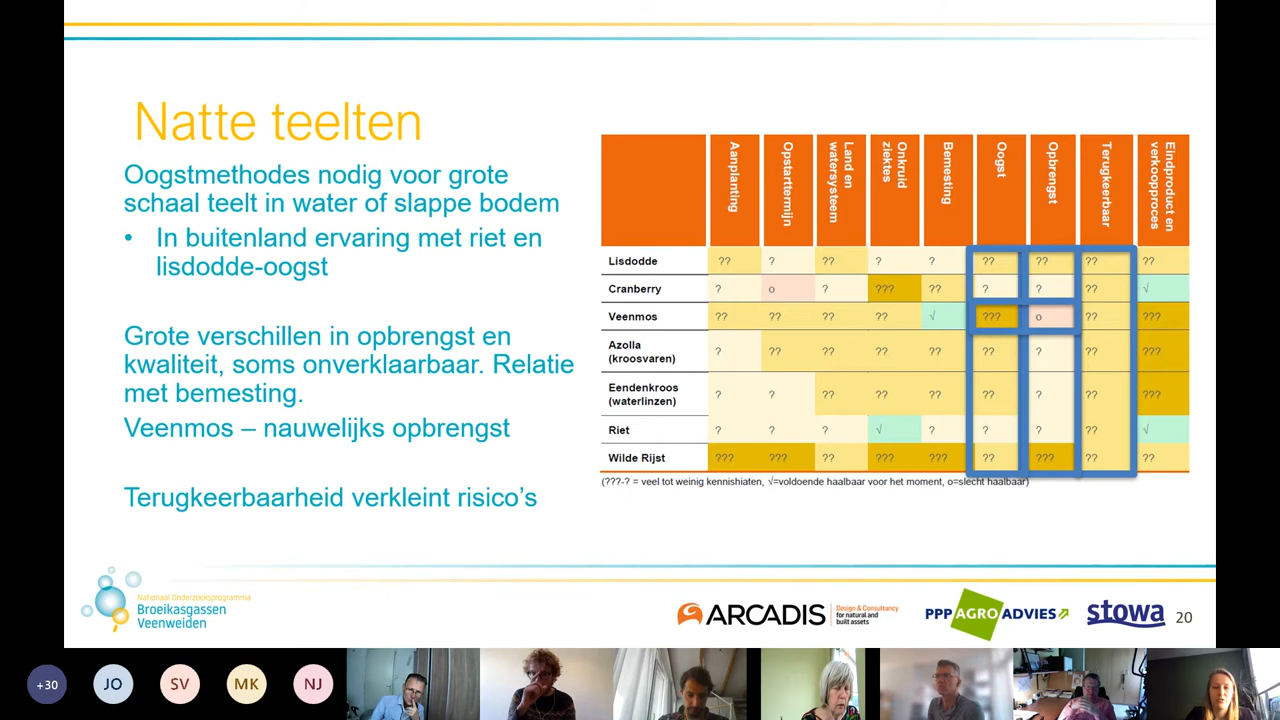 Natte teelten
Oogstmethodes nodig voor grote
schaal teelt in water of slappe bodem
• In buitenland ervaring met riet en
lisdodde-oogst
Grote verschillen in opbrengst en
kwaliteit, soms onverklaarbaar. Relatie
met bemesting.
Veenmos – nauwelijks opbrengst
Terugkeerbaarheid verkleint risico's
Aanplanting Opstarttermijn Land en watersysteem Onkruid ziektes Bemesting Oogst Opbrengst Terugkeerbaar Eindproduct en verkoopproces
Lisdodde ?? ? ?? ? ? ?? ?? ?? ??
Cranberry ? o ? ??? ?? ? ? ?? √
Veenmos ?? ?? ?? ?? √ ??? o ?? ???
Azolla (kroosvaren) ? ?? ?? ?? ?? ?? ? ?? ???
Eendenkroos (waterlinzen) ? ? ?? ?? ?? ?? ? ?? ???
Riet ? ? ? √ ? ? ? ?? √
Wilde Rijst ??? ??? ?? ??? ??? ?? ??? ?? ??
(???-? = veel tot weinig kennishiaten, √=voldoende haalbaar voor het moment, o=slecht haalbaar)
Nationaal Onderzoeksprogramma
Broeikasgassen
Veenweiden
ARCADIS
Design & Consultancy
for natural and
built assets
PPP AGRO ADVIES
stowa
20
+30 JO SV MK NJ